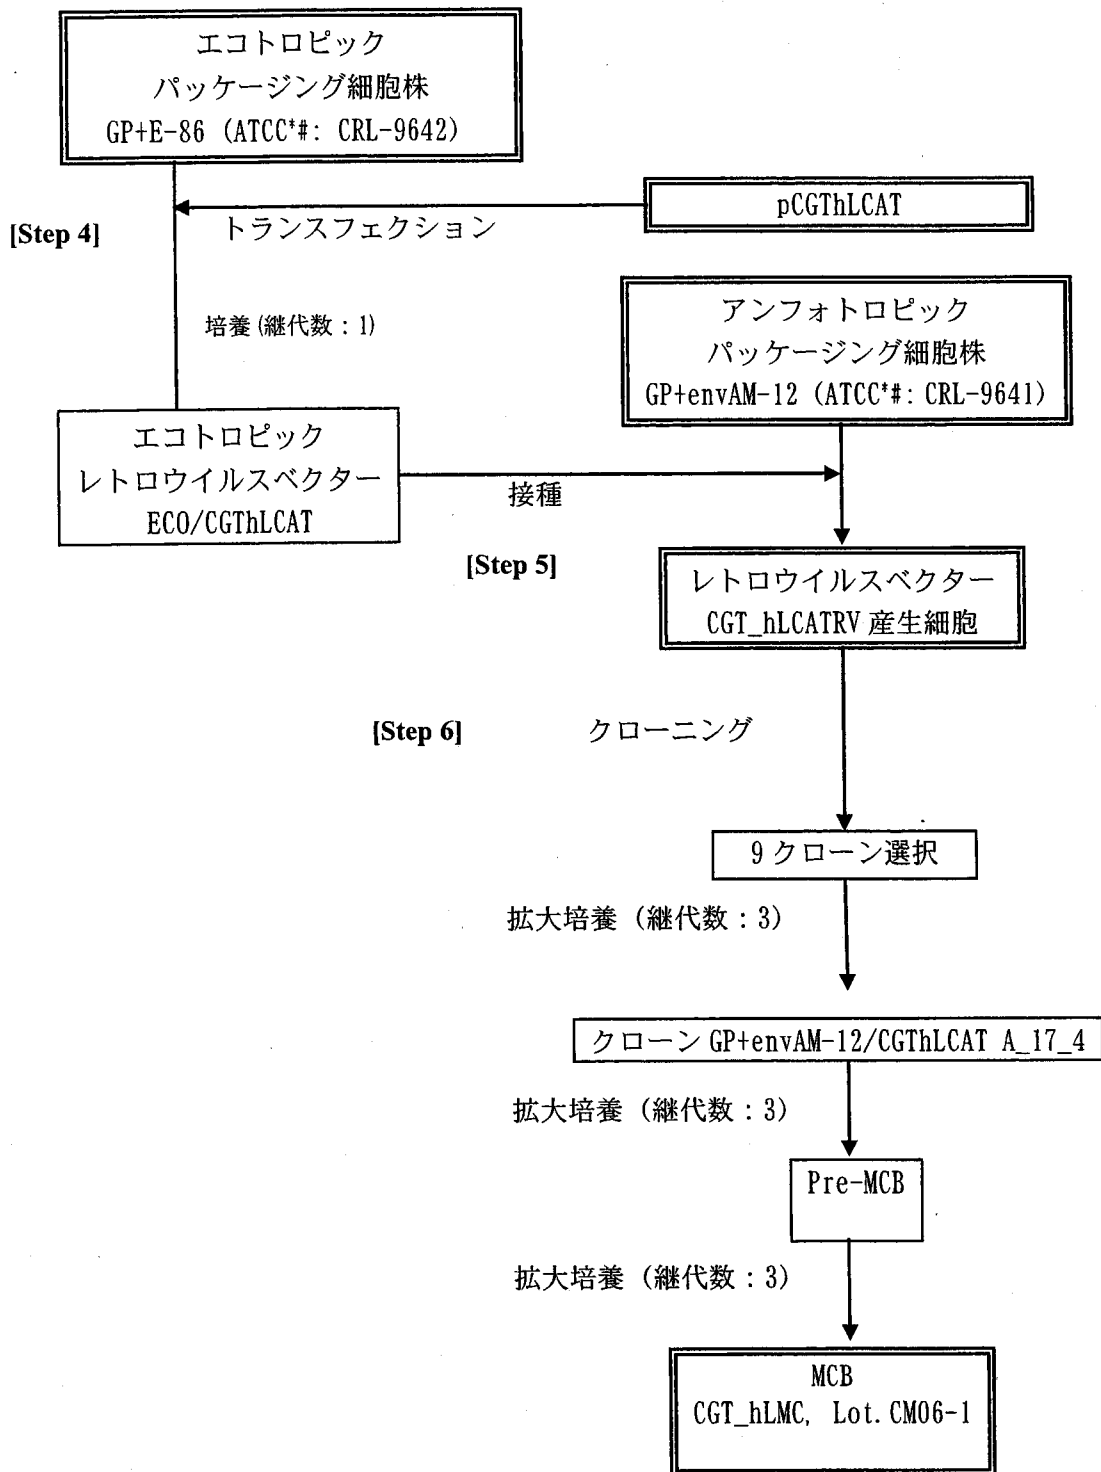 エコトロピック
パッケージング細胞株
GP+E-86 (ATCC*#: CRL-9642)
pCGThLCAT
[Step 4]
トランスフェクション
アンフォトロピック
パッケージング細胞株
GP+envAM-12 (ATCC*#: CRL-9641)
培養(継代数:1)
エコトロピック
レトロウイルスベクター
ECO/CGThLCAT
接種
[Step 5]
レトロウイルスベクター
CGT_hLCATRV 産生細胞
[Step 6]
クローニング
9 クローン選択
拡大培養 (継代数:3)
クローン GP+envAM-12/CGThLCAT A_17_4
拡大培養 (継代数:3)
Pre-MCB
拡大培養 (継代数:3)
MCB
CGT_hLMC, Lot. CM06-1